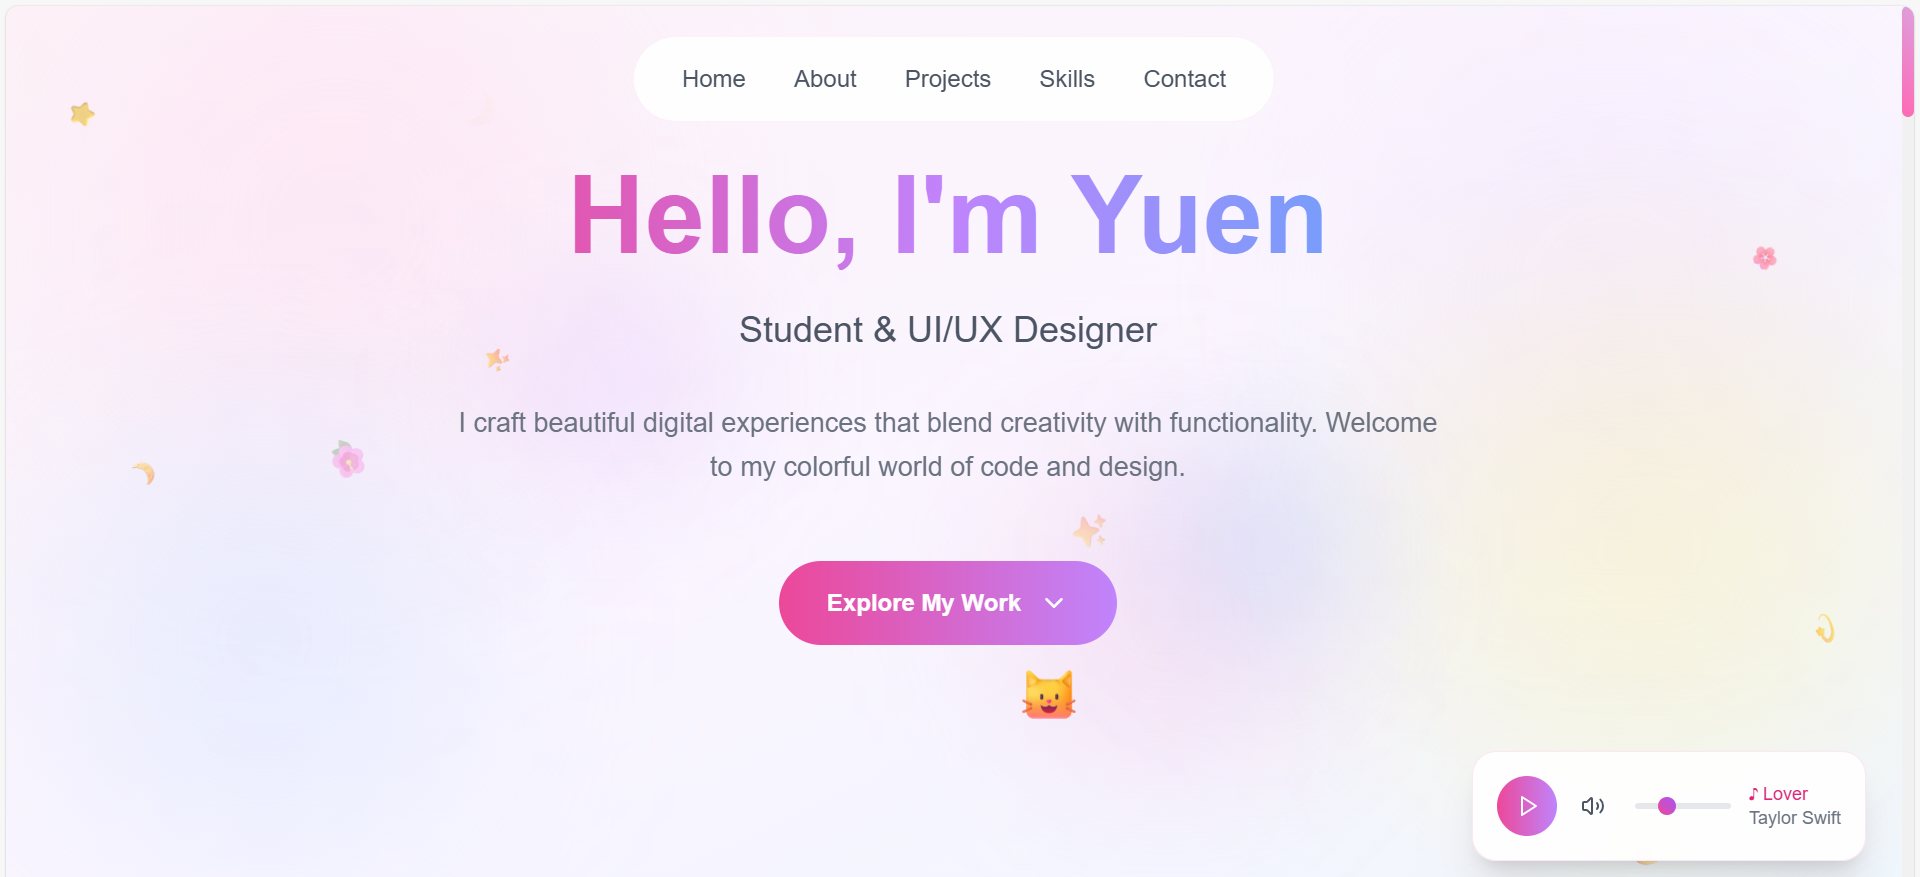 Home About Projects Skills Contact
Hello, I'm Yuen
Student & UI/UX Designer
I craft beautiful digital experiences that blend creativity with functionality. Welcome
to my colorful world of code and design.
Explore My Work
♪ Lover
Taylor Swift